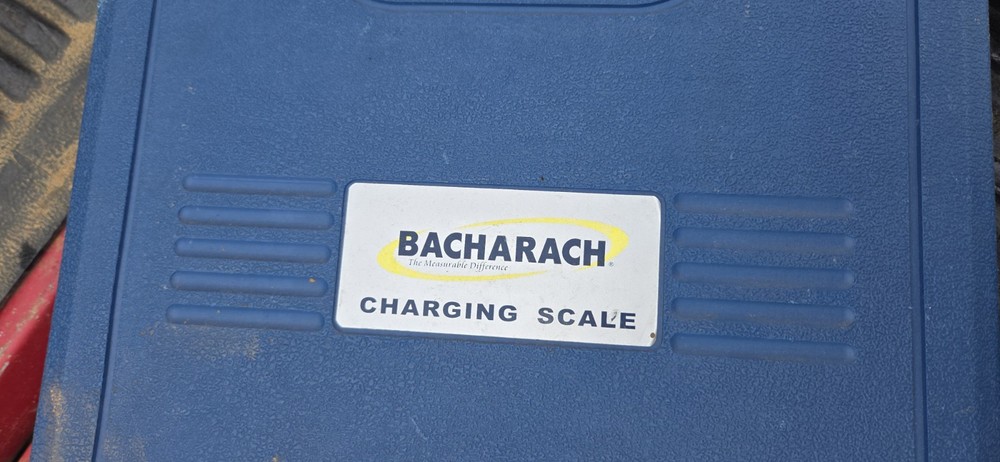 BACHARACH®
The Measurable Difference
CHARGING SCALE